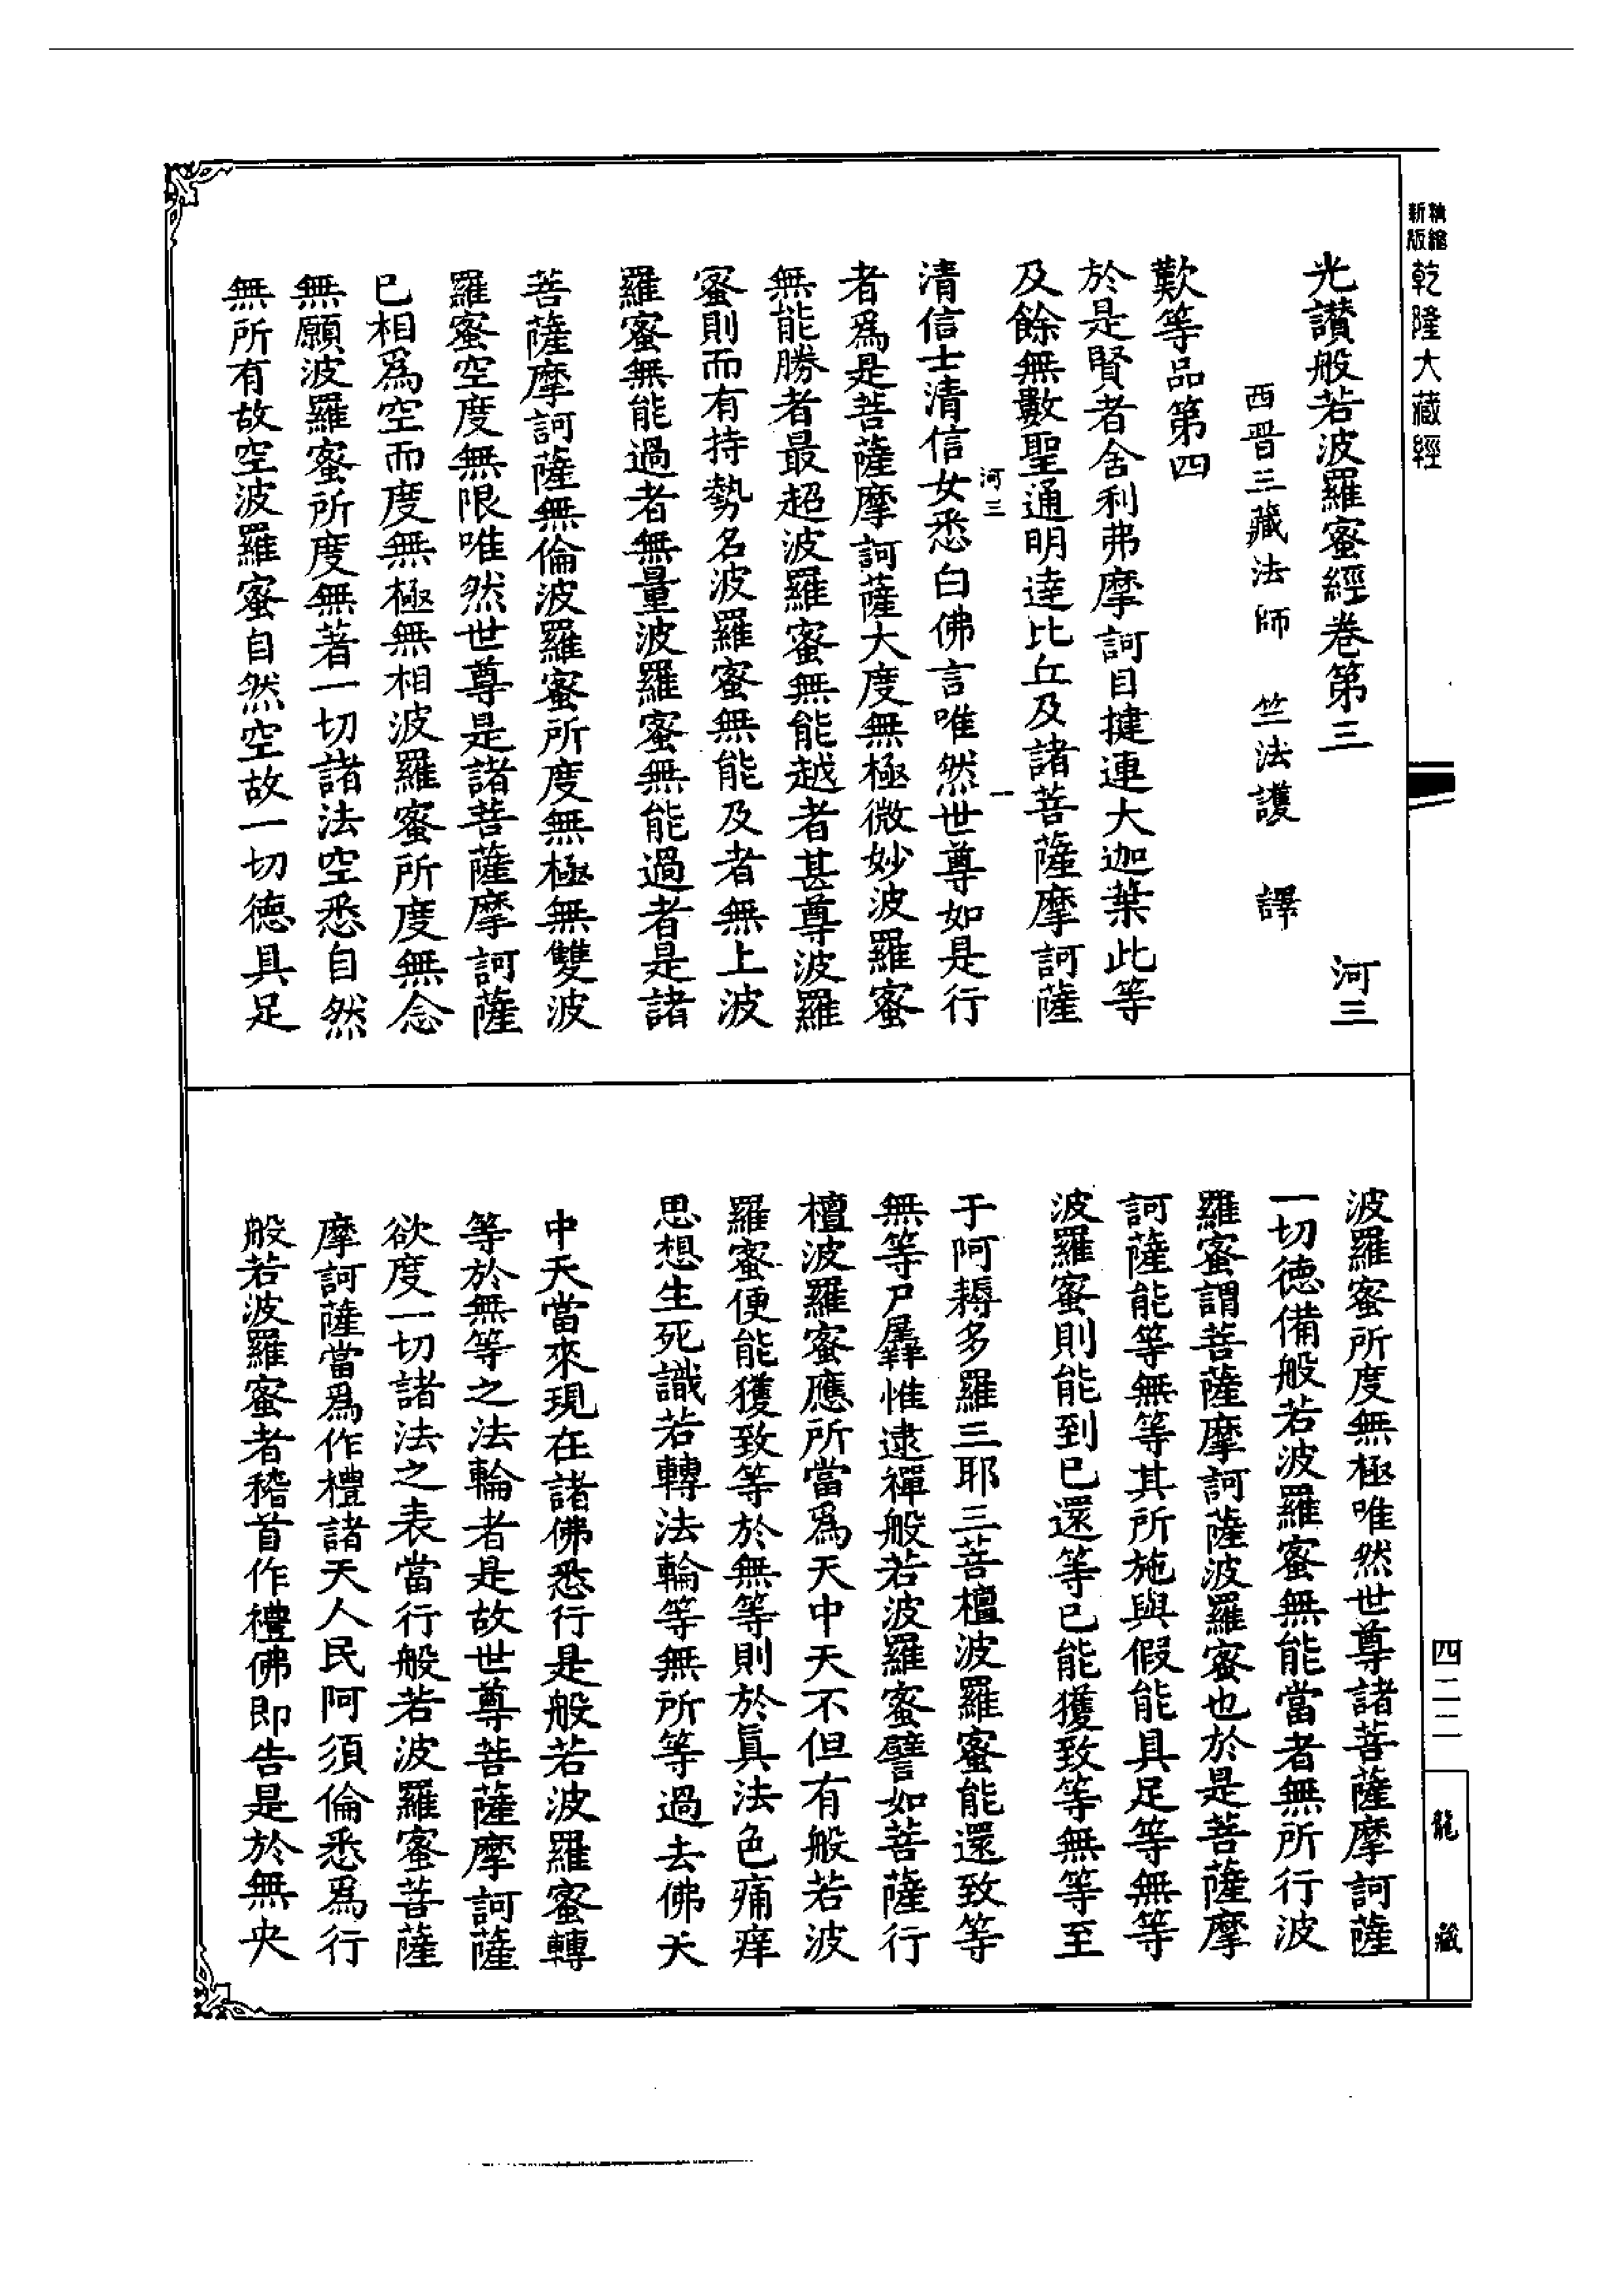 新版精縮
乾隆大藏經
光讃般若波羅蜜經卷第三 河三
西晋三藏法師 竺法護 譯
歎等品第四
於是賢者舍利弗摩訶目揵連大迦葉此等
及餘無數聖通明達比丘及諸菩薩摩訶薩
河三 一
清信士清信女悉白佛言唯然世尊如是行
者爲是菩薩摩訶薩大度無極微妙波羅蜜
無能勝者最超波羅蜜無能越者甚尊波羅
蜜則而有持勢名波羅蜜無能及者無上波
羅蜜無能過者無量波羅蜜無能過者是諸
菩薩摩訶薩無倫波羅蜜所度無極無雙波
羅蜜空度無限唯然世尊是諸菩薩摩訶薩
已相爲空而度無極無相波羅蜜所度無念
無願波羅蜜所度無著一切諸法空悉自然
無所有故空波羅蜜自然空故一切德具足
波羅蜜所度無極唯然世尊諸菩薩摩訶薩
一切德備般若波羅蜜無能當者無所行波
羅蜜謂菩薩摩訶薩波羅蜜也於是菩薩摩
訶薩能等無等其所施與假能具足等無等
波羅蜜則能到已還等已能獲致等無等至
于阿耨多羅三耶三菩檀波羅蜜能還致等
無等尸羼惟逮禪般若波羅蜜譬如菩薩行
檀波羅蜜應所當爲天中天不但有般若波
羅蜜便能獲致等於無等則於眞法色痛痒
思想生死識若轉法輪等無所等過去佛天
中天當來現在諸佛悉行是般若波羅蜜轉
等於無等之法輪者是故世尊菩薩摩訶薩
欲度一切諸法之表當行般若波羅蜜菩薩
摩訶薩當爲作禮諸天人民阿須倫悉爲行
般若波羅蜜者稽首作禮佛即告是於無央
四二二
龍藏